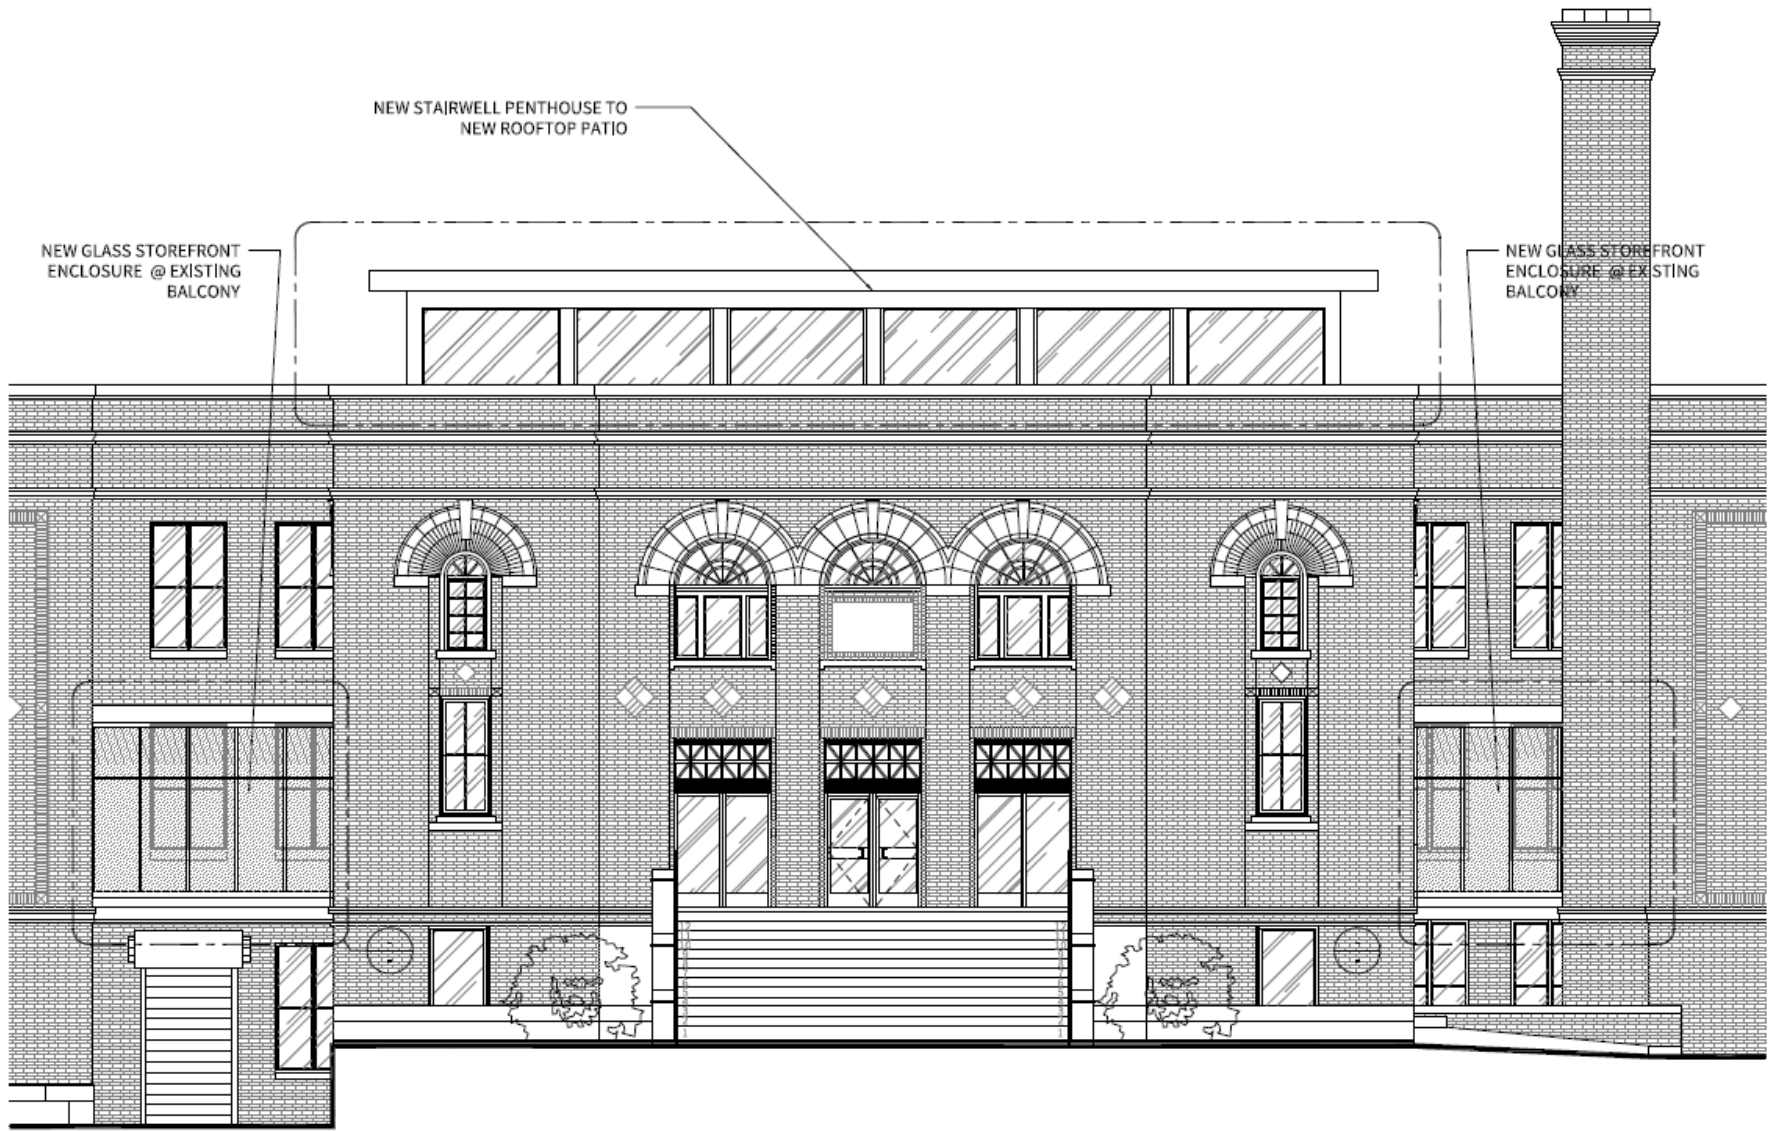 NEW STAIRWELL PENTHOUSE TO
NEW ROOFTOP PATIO
NEW GLASS STOREFRONT
ENCLOSURE @ EXISTING
BALCONY
NEW GLASS STOREFRONT
ENCLOSURE @ EXISTING
BALCONY